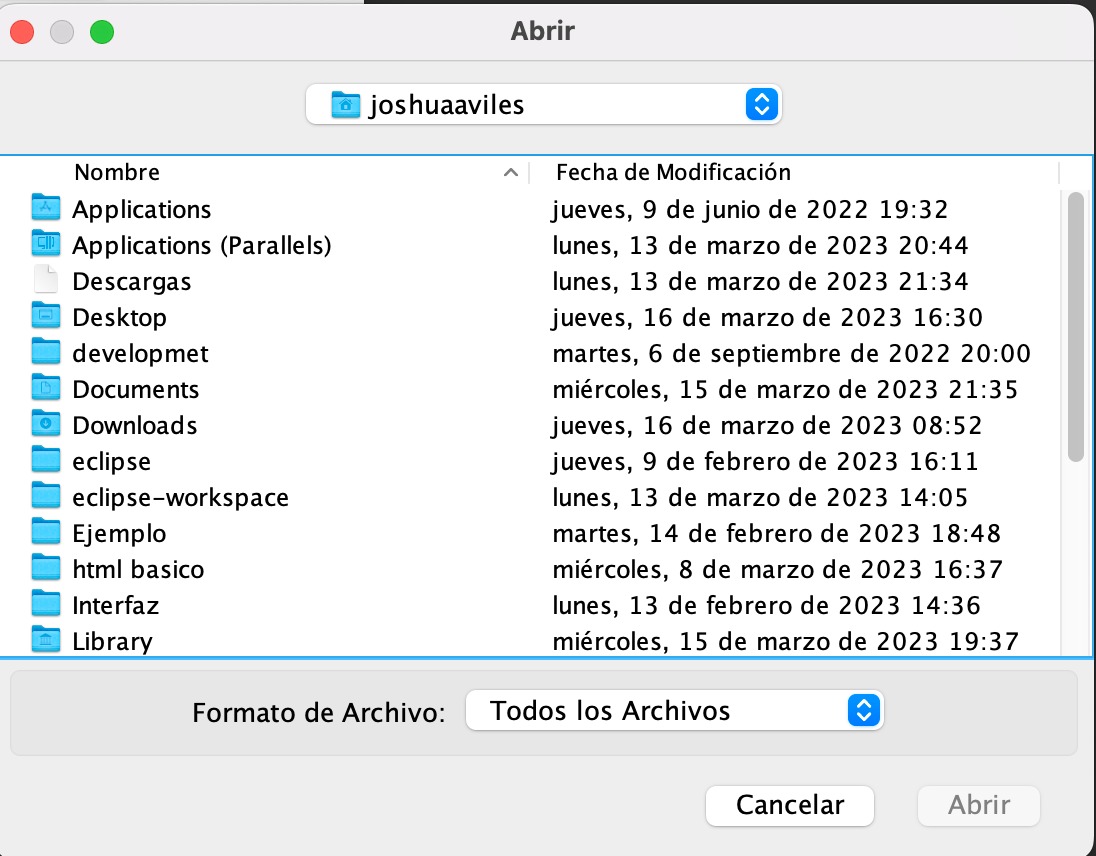 Abrir
joshuaaviles
Nombre Fecha de Modificación
Applications jueves, 9 de junio de 2022 19:32
Applications (Parallels) lunes, 13 de marzo de 2023 20:44
Descargas lunes, 13 de marzo de 2023 21:34
Desktop jueves, 16 de marzo de 2023 16:30
developmet martes, 6 de septiembre de 2022 20:00
Documents miércoles, 15 de marzo de 2023 21:35
Downloads jueves, 16 de marzo de 2023 08:52
eclipse jueves, 9 de febrero de 2023 16:11
eclipse-workspace lunes, 13 de marzo de 2023 14:05
Ejemplo martes, 14 de febrero de 2023 18:48
html basico miércoles, 8 de marzo de 2023 16:37
Interfaz lunes, 13 de febrero de 2023 14:36
Library miércoles, 15 de marzo de 2023 19:37
Formato de Archivo: Todos los Archivos
Cancelar Abrir